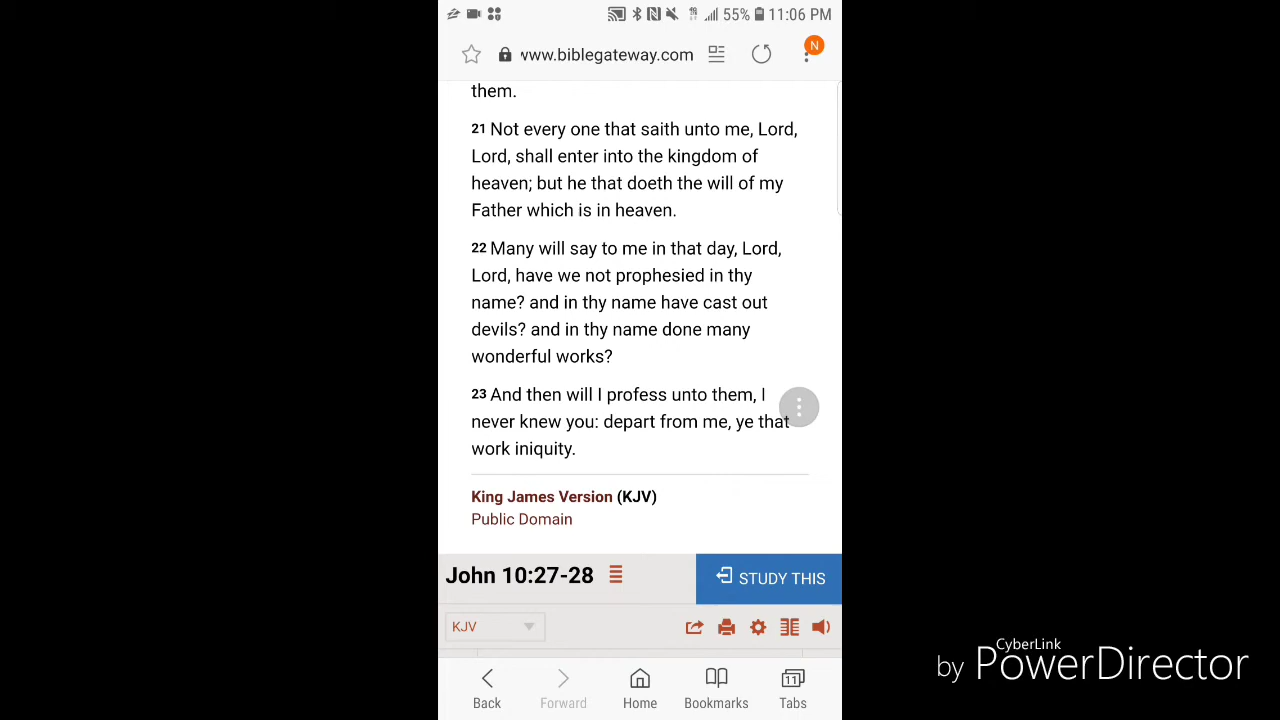 55% 11:06 PM
www.biblegateway.com
N
them.
21 Not every one that saith unto me, Lord,
Lord, shall enter into the kingdom of
heaven; but he that doeth the will of my
Father which is in heaven.
22 Many will say to me in that day, Lord,
Lord, have we not prophesied in thy
name? and in thy name have cast out
devils? and in thy name done many
wonderful works?
23 And then will I profess unto them, I
never knew you: depart from me, ye that
work iniquity.
King James Version (KJV)
Public Domain
John 10:27-28
STUDY THIS
KJV
Back
Forward
Home
Bookmarks
11
Tabs
CyberLink
by PowerDirector